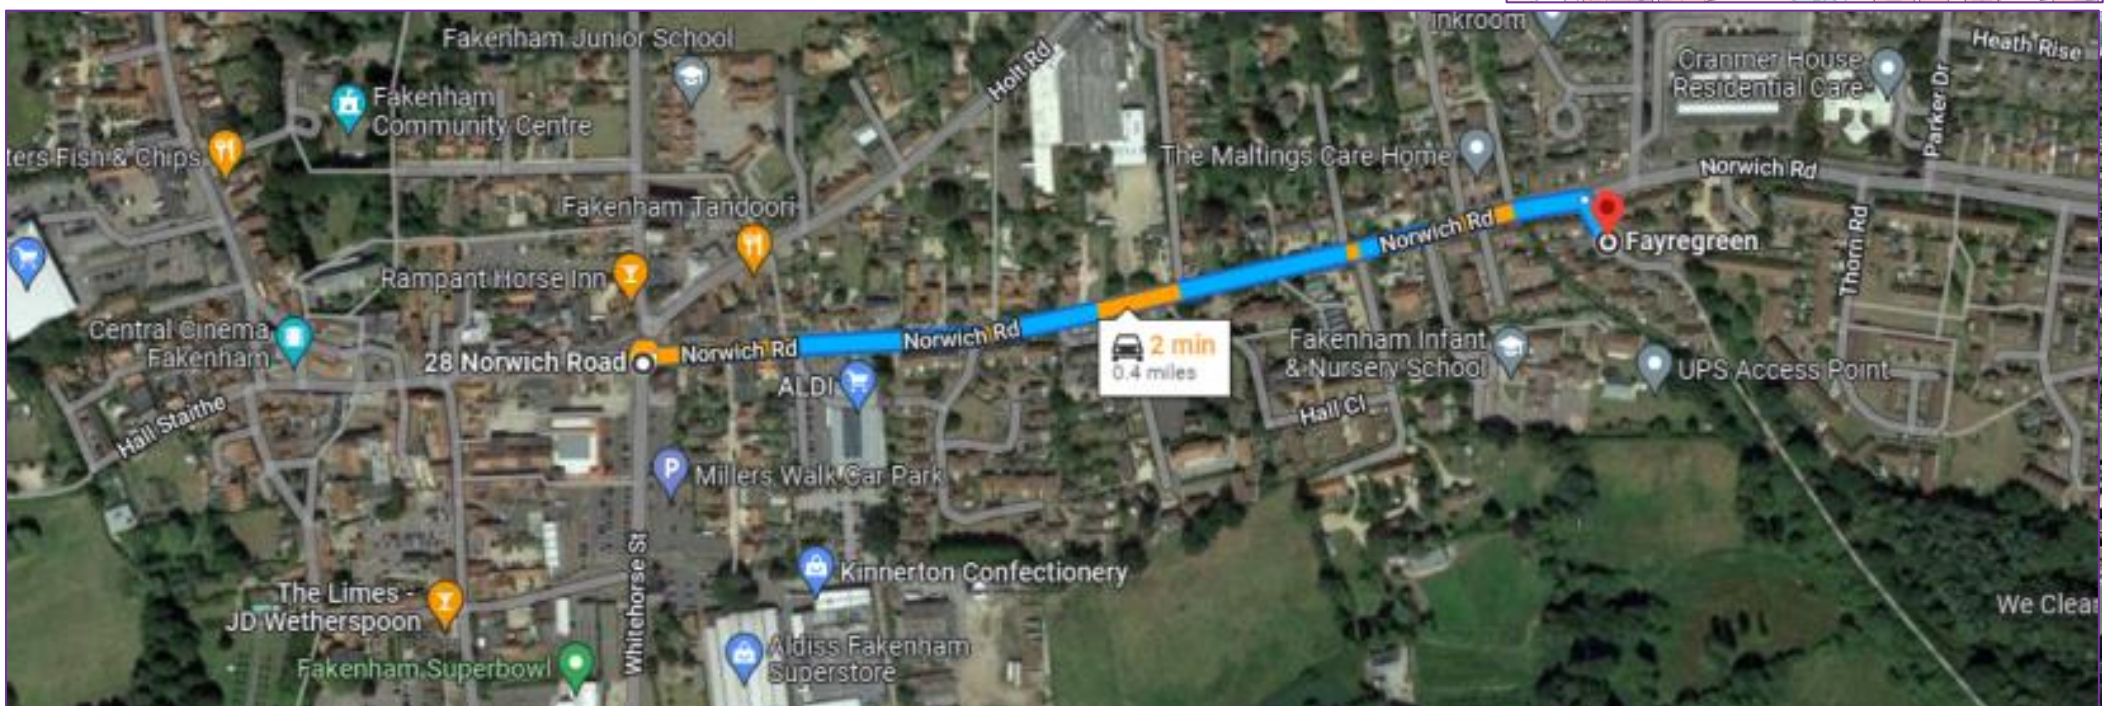 Inkroom
Heath Rise
Fakenham Junior School
Holt Rd
Cranmer House
Residential Care
Parker Dr
Fakenham
Community Centre
ters Fish & Chips
The Maltings Care Home
Norwich Rd
Fakenham Tandoori
Norwich Rd
Fayregreen
Thorn Rd
Rampant Horse Inn
Central Cinema
Fakenham
28 Norwich Road
Norwich Rd
Norwich Rd
2 min
0.4 miles
Fakenham Infant
& Nursery School
UPS Access Point
ALDI
Hall Staithe
Hall Cl
P
Millers Walk Car Park
Whitehorse St
Kinnerton Confectionery
The Limes -
JD Wetherspoon
We Clea
Aldiss Fakenham
Superstore
Fakenham Superbowl